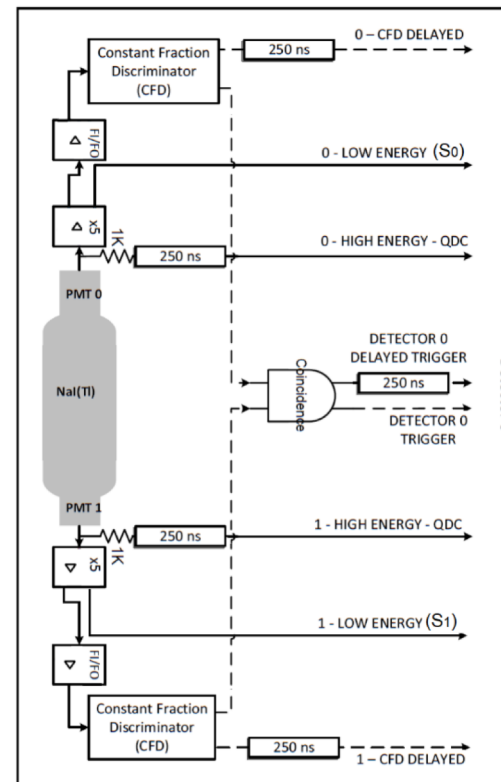 0 – CFD DELAYED
250 ns
Constant Fraction
Discriminator
(CFD)
FI/FO
0 - LOW ENERGY (S0)
x5
1K
0 - HIGH ENERGY - QDC
250 ns
PMT 0
NaI(Tl)
Coincidence
DETECTOR 0
DELAYED TRIGGER
250 ns
DETECTOR 0
TRIGGER
PMT 1
1 - HIGH ENERGY - QDC
250 ns
1K
x5
1 - LOW ENERGY (S1)
FI/FO
Constant Fraction
Discriminator
(CFD)
250 ns
1 – CFD DELAYED